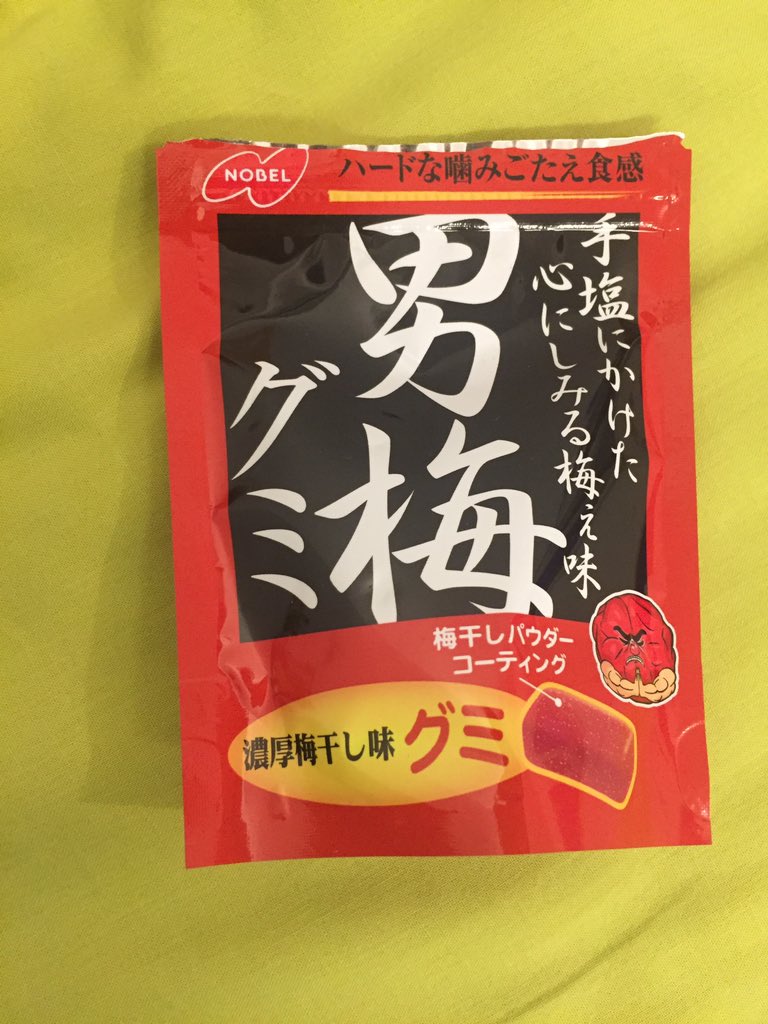 NOBEL
ハードな噛みごたえ食感
手塩にかけた
心にしみる梅ぇ味
男梅
グミ
梅干しパウダー
コーティング
濃厚梅干し味 グミ